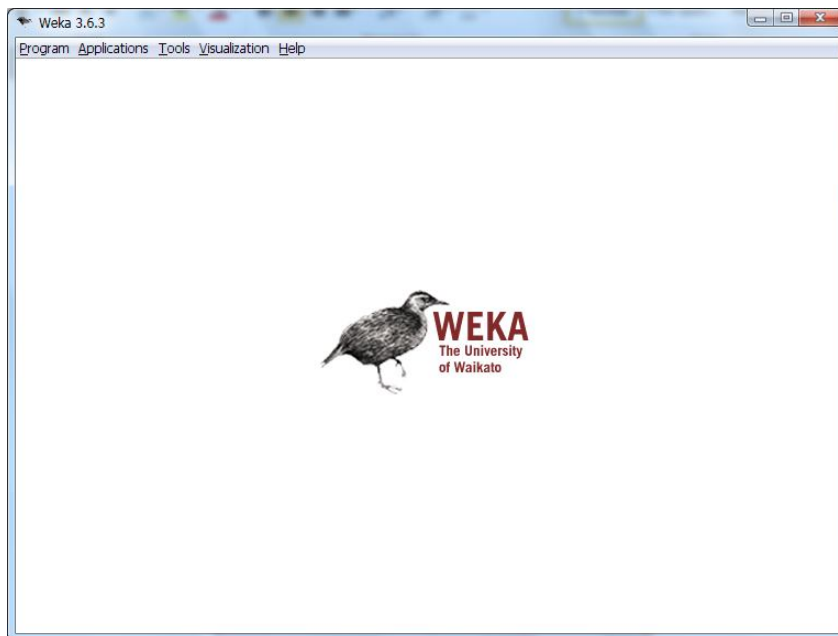 Weka 3.6.3
Program Applications Tools Visualization Help
WEKA
The University
of Waikato